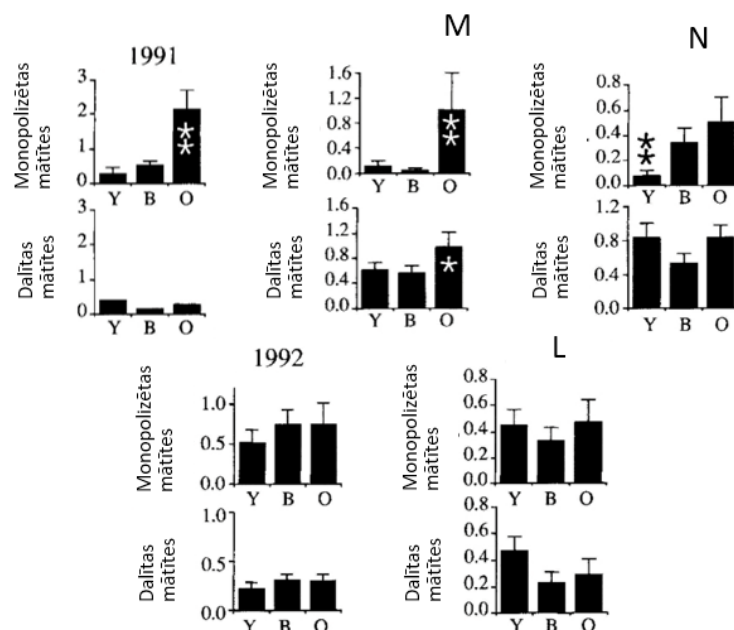 1991
Monopolizētas
mātītes
3
2
1
0
Y B O
Dalītas
mātītes
3
2
1
0
Y B O
M
1.6
1.2
0.8
0.4
0.0
Y B O
1.6
1.2
0.8
0.4
0.0
Y B O
N
Monopolizētas
mātītes
0.8
0.6
0.4
0.2
0.0
Y B O
Dalītas
mātītes
1.2
0.8
0.4
0.0
Y B O
1992
Monopolizētas
mātītes
1.0
0.5
0.0
Y B O
Dalītas
mātītes
1.0
0.5
0.0
Y B O
L
Monopolizētas
mātītes
0.8
0.6
0.4
0.2
0.0
Y B O
Dalītas
mātītes
0.8
0.6
0.4
0.2
0.0
Y B O